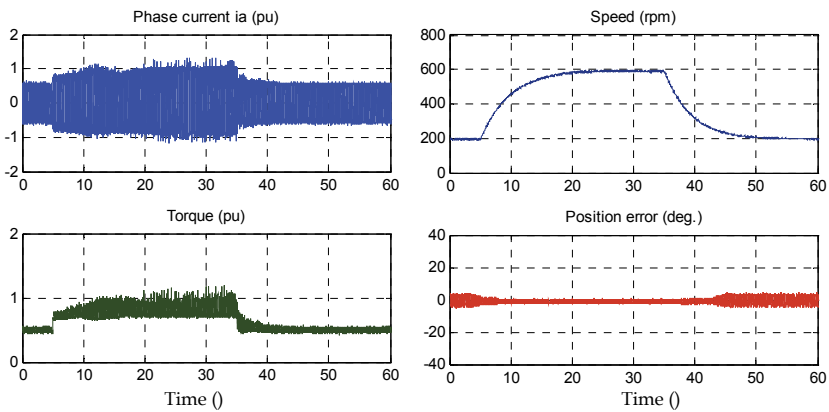 Phase current ia (pu)
2
1
0
-1
-2
0 10 20 30 40 50 60
Speed (rpm)
800
600
400
200
0
0 10 20 30 40 50 60
Torque (pu)
2
1
0
0 10 20 30 40 50 60
Time ()
Position error (deg.)
40
20
0
-20
-40
0 10 20 30 40 50 60
Time ()